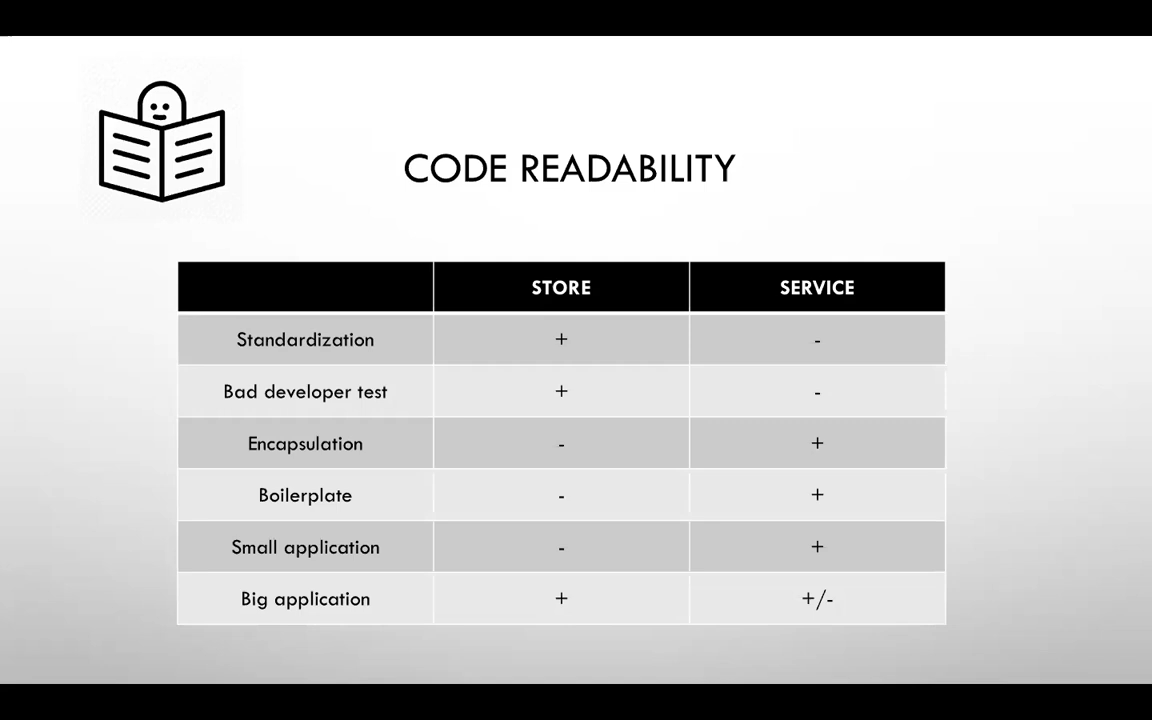 CODE READABILITY
STORE SERVICE
Standardization + -
Bad developer test + -
Encapsulation - +
Boilerplate - +
Small application - +
Big application + +/-